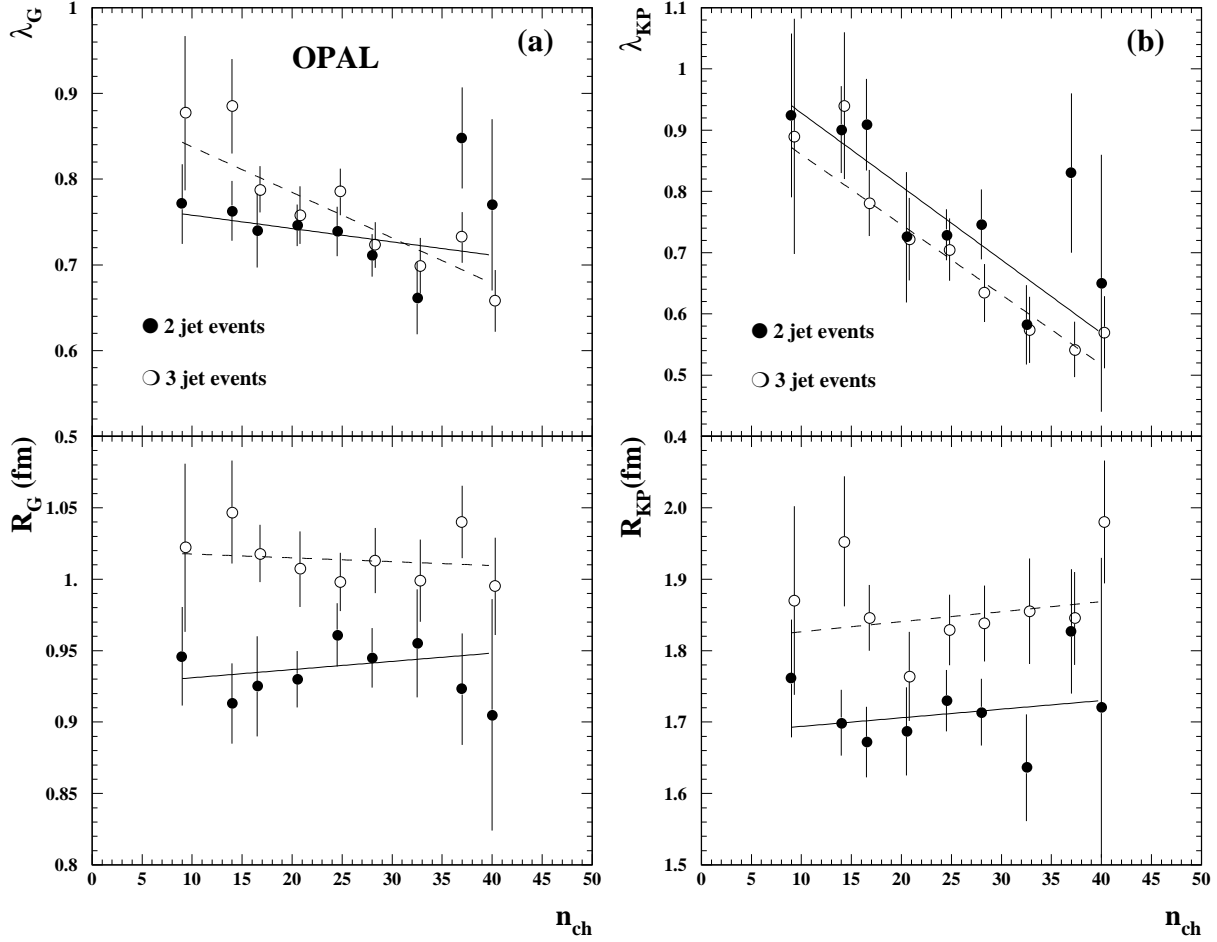 λG
(a)
OPAL
1
0.9
0.8
0.7
0.6
0.5
2 jet events
3 jet events
λKP
(b)
1
0.9
0.8
0.7
0.6
0.5
0.4
2 jet events
3 jet events
RG (fm)
1.05
1.
0.95
0.9
0.85
0.8
0 5 10 15 20 25 30 35 40 45 50
nch
RKP(fm)
2.0
1.9
1.8
1.7
1.6
1.5
0 5 10 15 20 25 30 35 40 45 50
nch